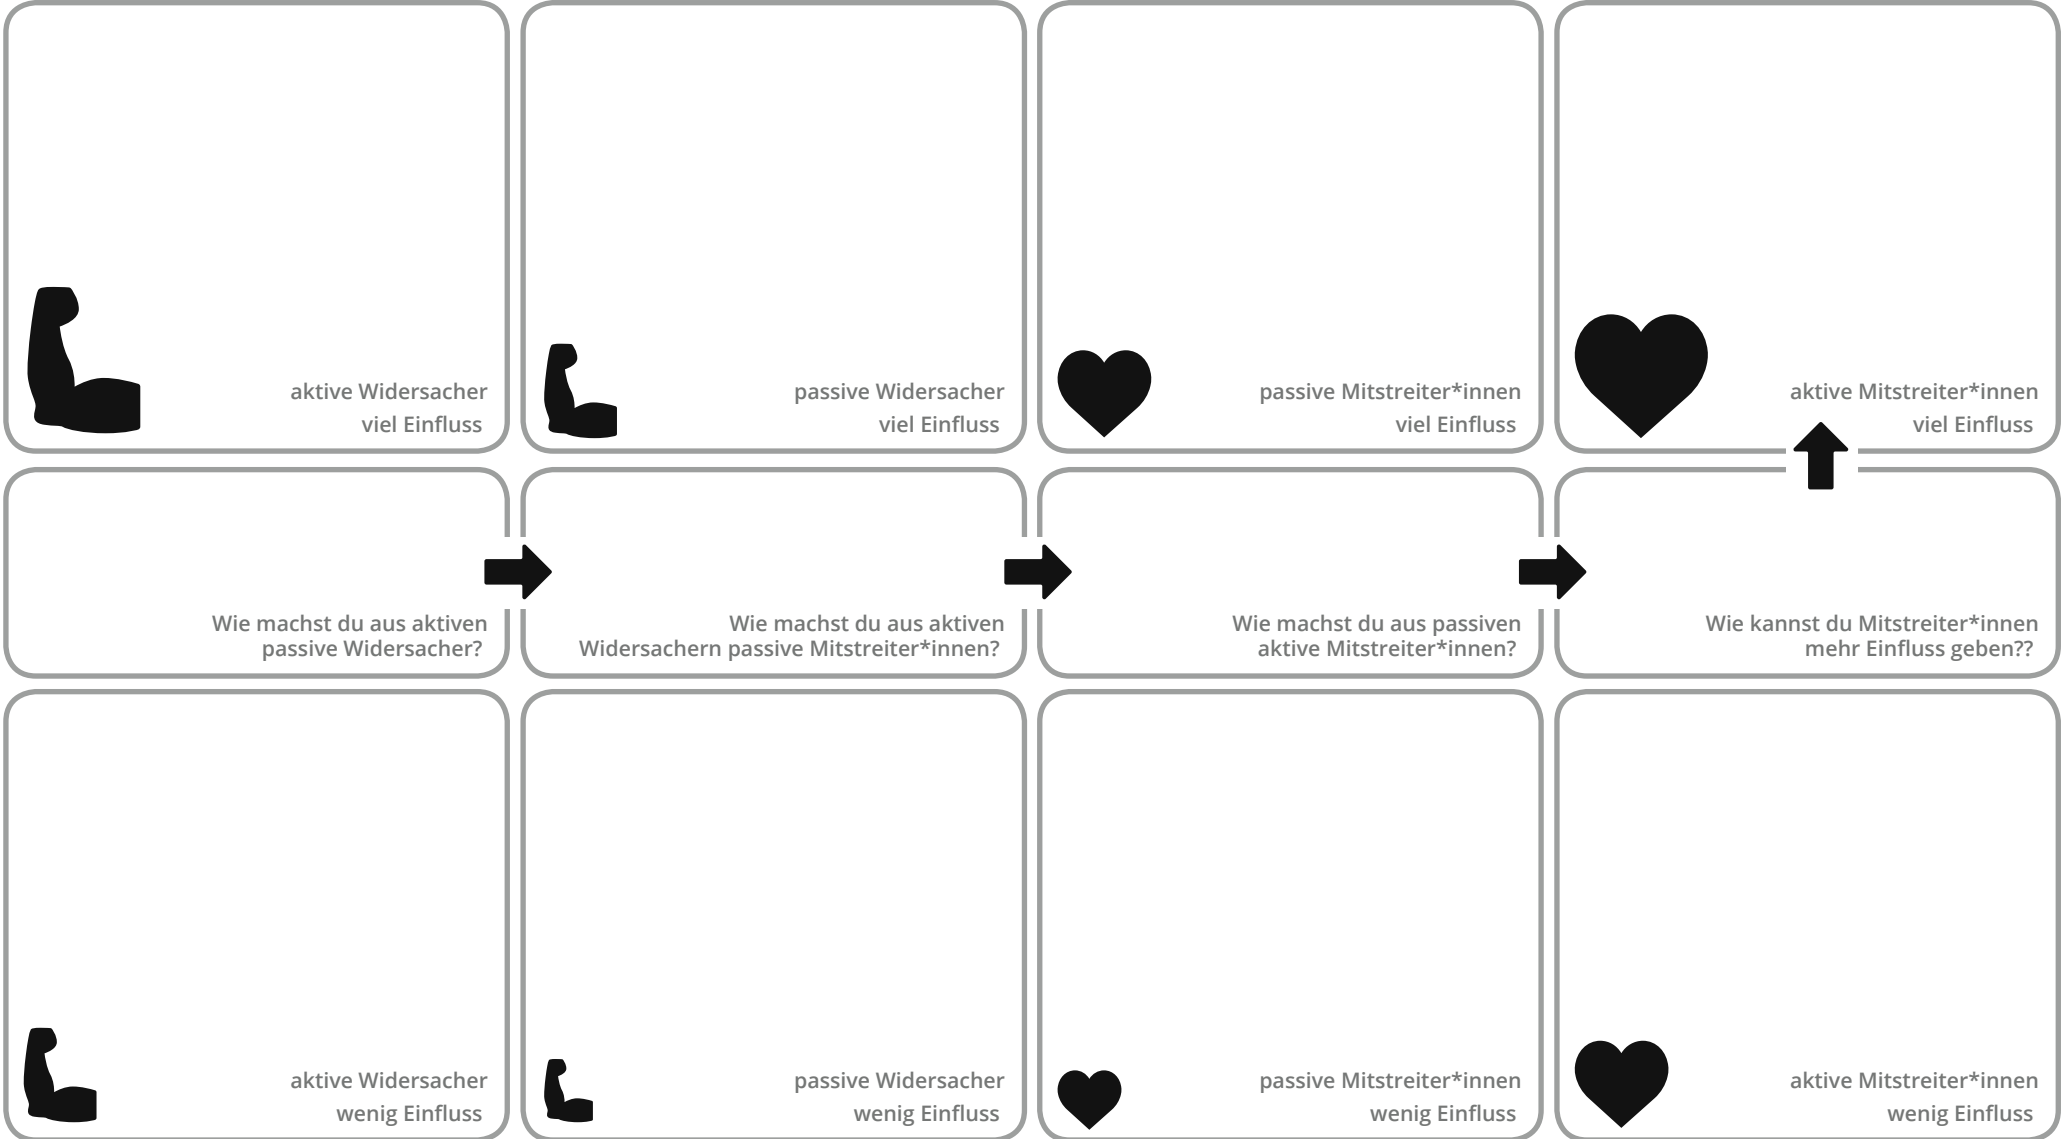 aktive Widersacher
viel Einfluss
passive Widersacher
viel Einfluss
passive Mitstreiter*innen
viel Einfluss
aktive Mitstreiter*innen
viel Einfluss
Wie machst du aus aktiven
passive Widersacher?
Wie machst du aus aktiven
Widersachern passive Mitstreiter*innen?
Wie machst du aus passiven
aktive Mitstreiter*innen?
Wie kannst du Mitstreiter*innen
mehr Einfluss geben??
aktive Widersacher
wenig Einfluss
passive Widersacher
wenig Einfluss
passive Mitstreiter*innen
wenig Einfluss
aktive Mitstreiter*innen
wenig Einfluss